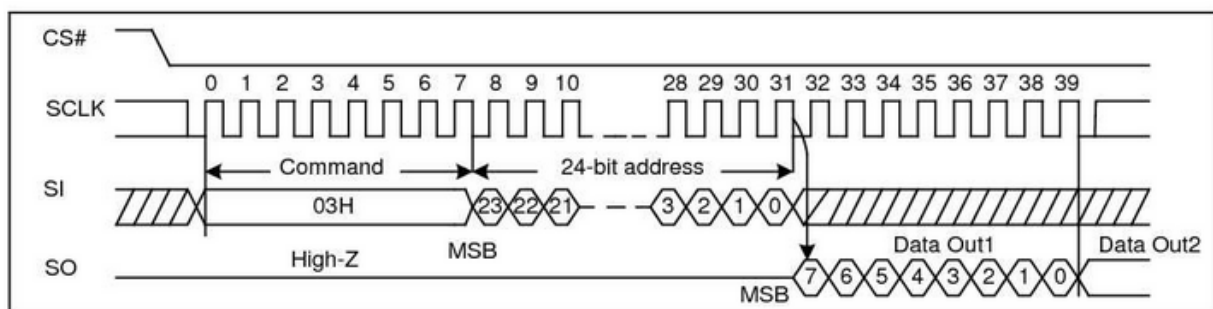 CS#
0 1 2 3 4 5 6 7 8 9 10 28 29 30 31 32 33 34 35 36 37 38 39
SCLK
Command 24-bit address
SI
03H 23 22 21 3 2 1 0
High-Z MSB Data Out1 Data Out2
SO
MSB 7 6 5 4 3 2 1 0